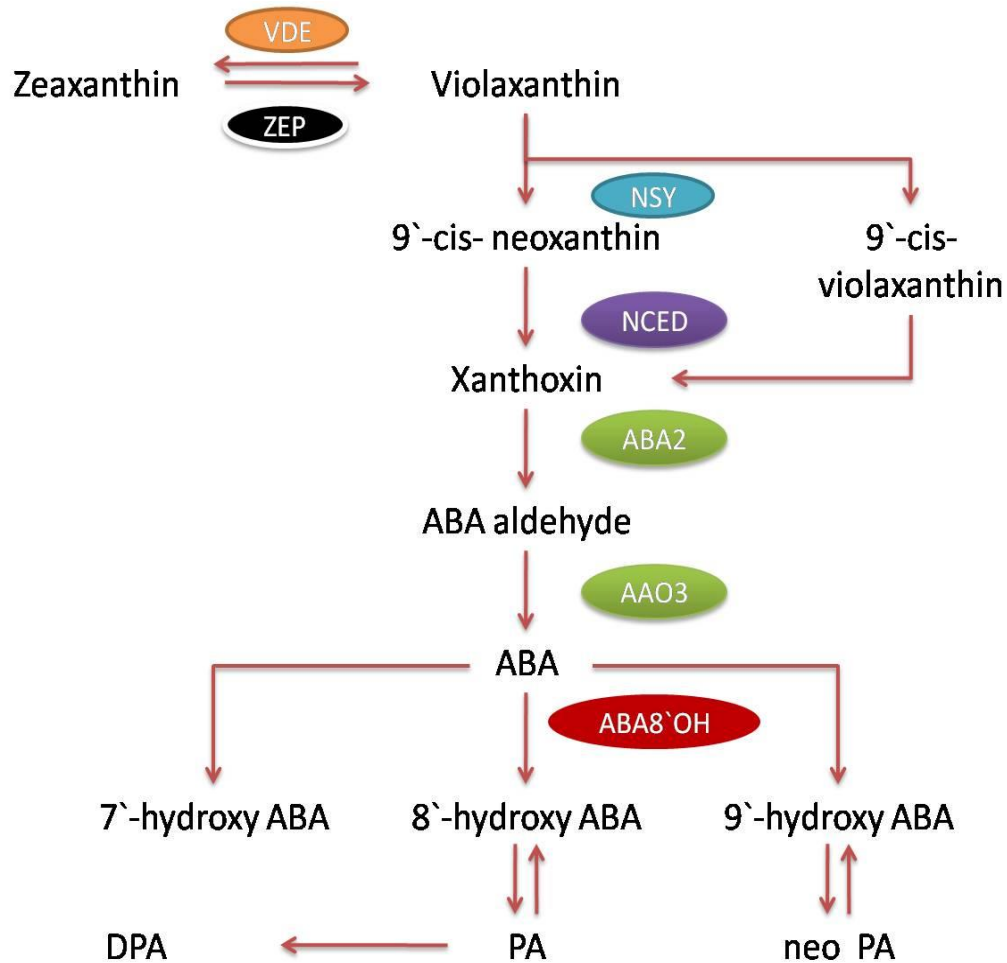 VDE
Zeaxanthin Violaxanthin
ZEP
NSY
9`-cis- neoxanthin 9`-cis-
violaxanthin
NCED
Xanthoxin
ABA2
ABA aldehyde
AAO3
ABA
ABA8`OH
7`-hydroxy ABA 8`-hydroxy ABA 9`-hydroxy ABA
DPA PA neo PA